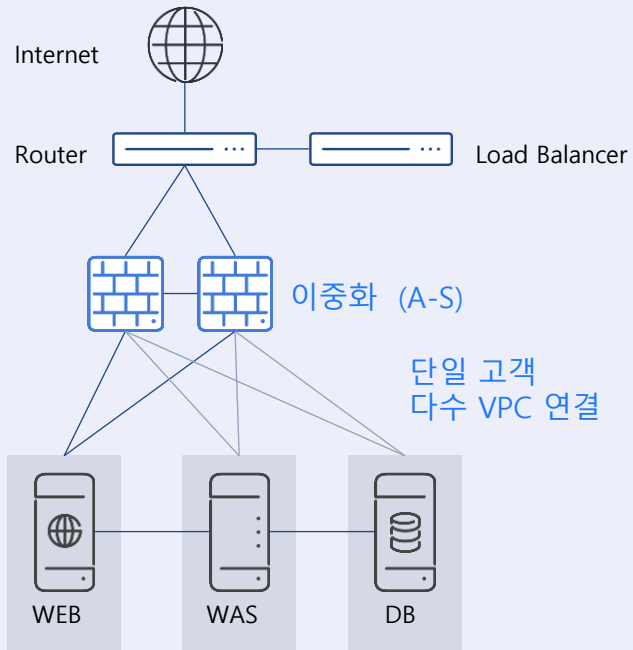 Internet
Router
Load Balancer
이중화 (A-S)
단일 고객
다수 VPC 연결
WEB
WAS
DB